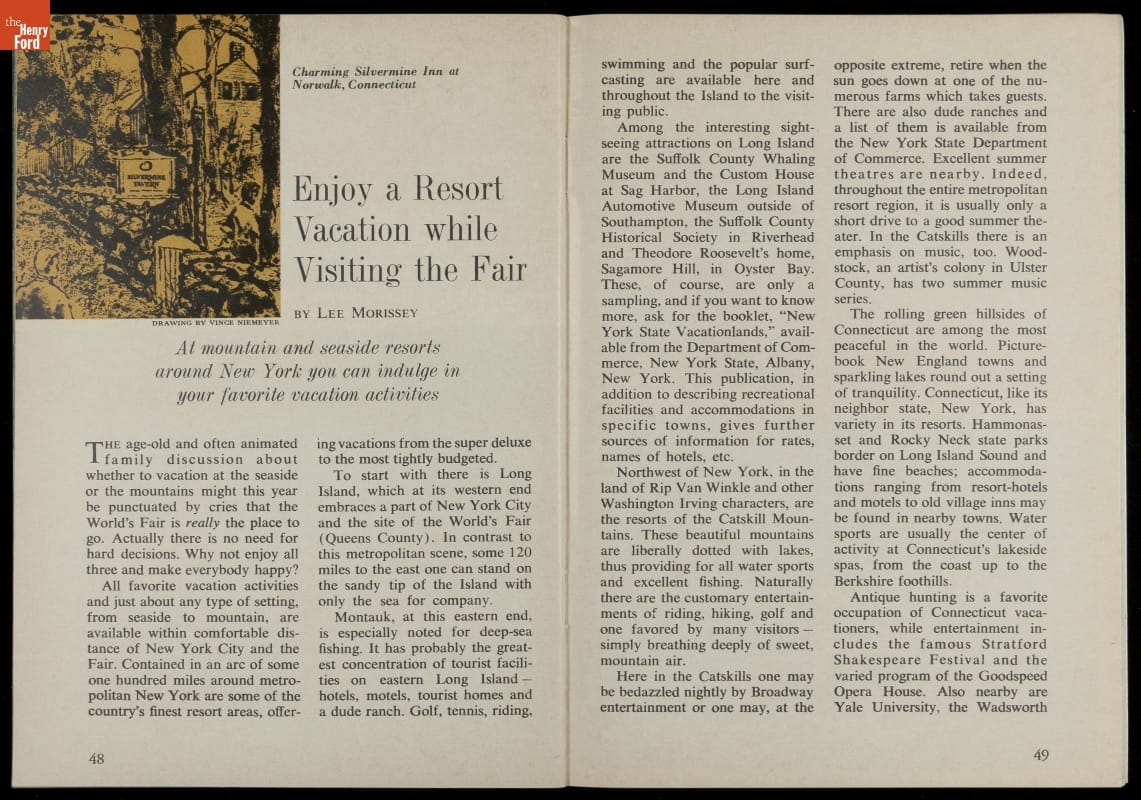 the
Henry
Ford
SILVERMINE
TAVERN
Charming Silvermine Inn at
Norwalk, Connecticut
Enjoy a Resort
Vacation while
Visiting the Fair
BY LEE MORISSEY
DRAWING BY VINCE NIEMEYER
At mountain and seaside resorts
around New York you can indulge in
your favorite vacation activities
THE age-old and often animated
family discussion about
whether to vacation at the seaside
or the mountains might this year
be punctuated by cries that the
World's Fair is really the place to
go. Actually there is no need for
hard decisions. Why not enjoy all
three and make everybody happy?
All favorite vacation activities
and just about any type of setting,
from seaside to mountain, are
available within comfortable dis-
tance of New York City and the
Fair. Contained in an arc of some
one hundred miles around metro-
politan New York are some of the
country's finest resort areas, offer-
ing vacations from the super deluxe
to the most tightly budgeted.
To start with there is Long
Island, which at its western end
embraces a part of New York City
and the site of the World's Fair
(Queens County). In contrast to
this metropolitan scene, some 120
miles to the east one can stand on
the sandy tip of the Island with
only the sea for company.
Montauk, at this eastern end,
is especially noted for deep-sea
fishing. It has probably the great-
est concentration of tourist facili-
ties on eastern Long Island —
hotels, motels, tourist homes and
a dude ranch. Golf, tennis, riding,
48
swimming and the popular surf-
casting are available here and
throughout the Island to the visit-
ing public.
Among the interesting sight-
seeing attractions on Long Island
are the Suffolk County Whaling
Museum and the Custom House
at Sag Harbor, the Long Island
Automotive Museum outside of
Southampton, the Suffolk County
Historical Society in Riverhead
and Theodore Roosevelt's home,
Sagamore Hill, in Oyster Bay.
These, of course, are only a
sampling, and if you want to know
more, ask for the booklet, "New
York State Vacationlands," avail-
able from the Department of Com-
merce, New York State, Albany,
New York. This publication, in
addition to describing recreational
facilities and accommodations in
specific towns, gives further
sources of information for rates,
names of hotels, etc.
Northwest of New York, in the
land of Rip Van Winkle and other
Washington Irving characters, are
the resorts of the Catskill Moun-
tains. These beautiful mountains
are liberally dotted with lakes,
thus providing for all water sports
and excellent fishing. Naturally
there are the customary entertain-
ments of riding, hiking, golf and
one favored by many visitors —
simply breathing deeply of sweet,
mountain air.
Here in the Catskills one may
be bedazzled nightly by Broadway
entertainment or one may, at the
opposite extreme, retire when the
sun goes down at one of the nu-
merous farms which takes guests.
There are also dude ranches and
a list of them is available from
the New York State Department
of Commerce. Excellent summer
theatres are nearby. Indeed,
throughout the entire metropolitan
resort region, it is usually only a
short drive to a good summer the-
ater. In the Catskills there is an
emphasis on music, too. Wood-
stock, an artist's colony in Ulster
County, has two summer music
series.
The rolling green hillsides of
Connecticut are among the most
peaceful in the world. Picture-
book New England towns and
sparkling lakes round out a setting
of tranquility. Connecticut, like its
neighbor state, New York, has
variety in its resorts. Hammonas-
set and Rocky Neck state parks
border on Long Island Sound and
have fine beaches; accommoda-
tions ranging from resort-hotels
and motels to old village inns may
be found in nearby towns. Water
sports are usually the center of
activity at Connecticut's lakeside
spas, from the coast up to the
Berkshire foothills.
Antique hunting is a favorite
occupation of Connecticut vaca-
tioners, while entertainment in-
cludes the famous Stratford
Shakespeare Festival and the
varied program of the Goodspeed
Opera House. Also nearby are
Yale University, the Wadsworth
49